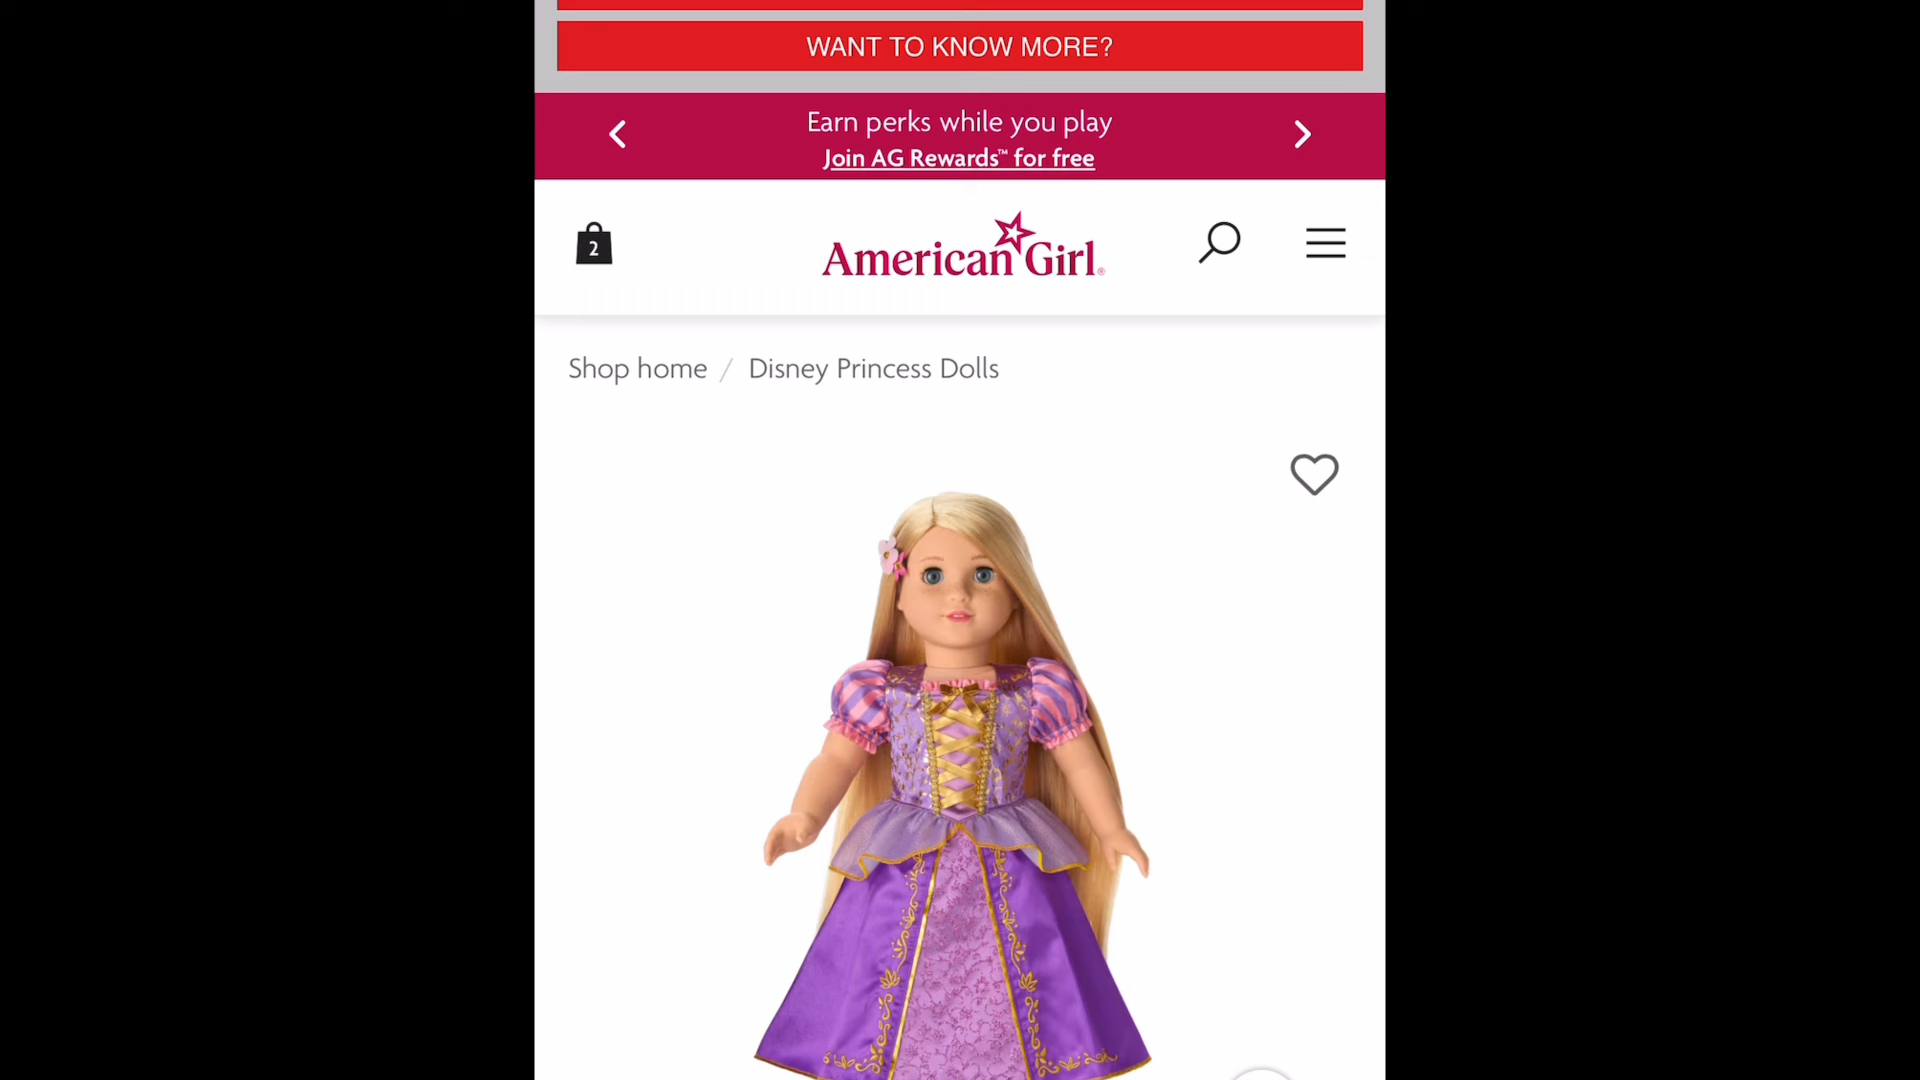 WANT TO KNOW MORE?
Earn perks while you play
Join AG Rewards™ for free
2
American Girl®
Shop home / Disney Princess Dolls